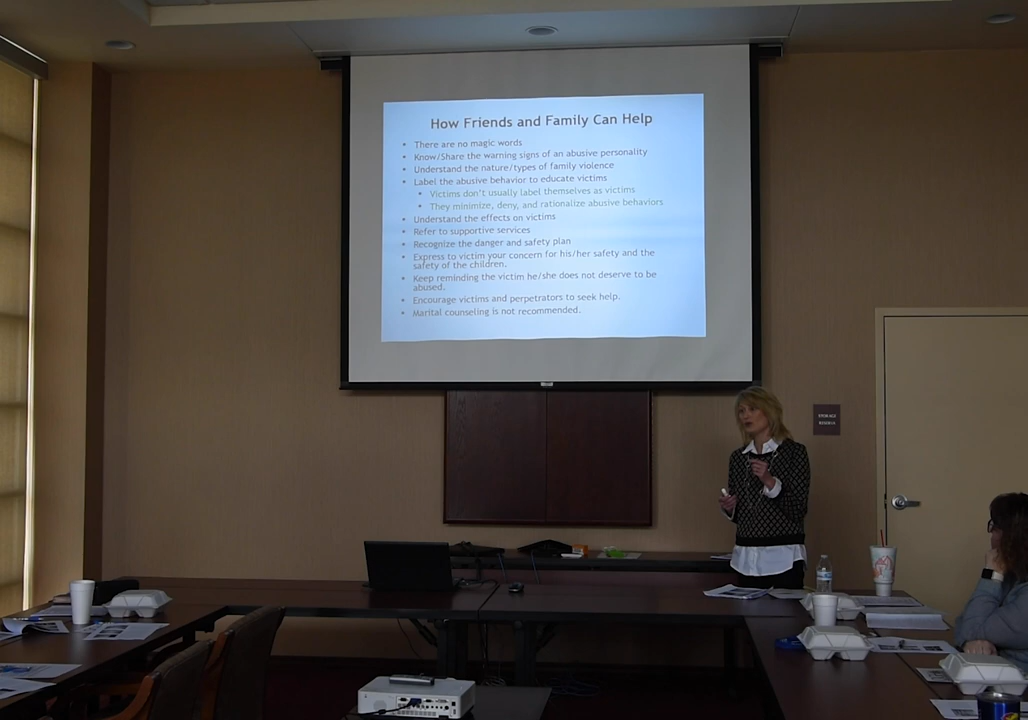 How Friends and Family Can Help
• There are no magic words
• Know/Share the warning signs of an abusive personality
• Understand the nature/types of family violence
• Label the abusive behavior to educate victims
• Victims don't usually label themselves as victims
• They minimize, deny, and rationalize abusive behaviors
• Understand the effects on victims
• Refer to supportive services
• Recognize the danger and safety plan
• Express to victim your concern for his/her safety and the
safety of the children.
• Keep reminding the victim he/she does not deserve to be
abused.
• Encourage victims and perpetrators to seek help.
• Marital counseling is not recommended.
STORAGE